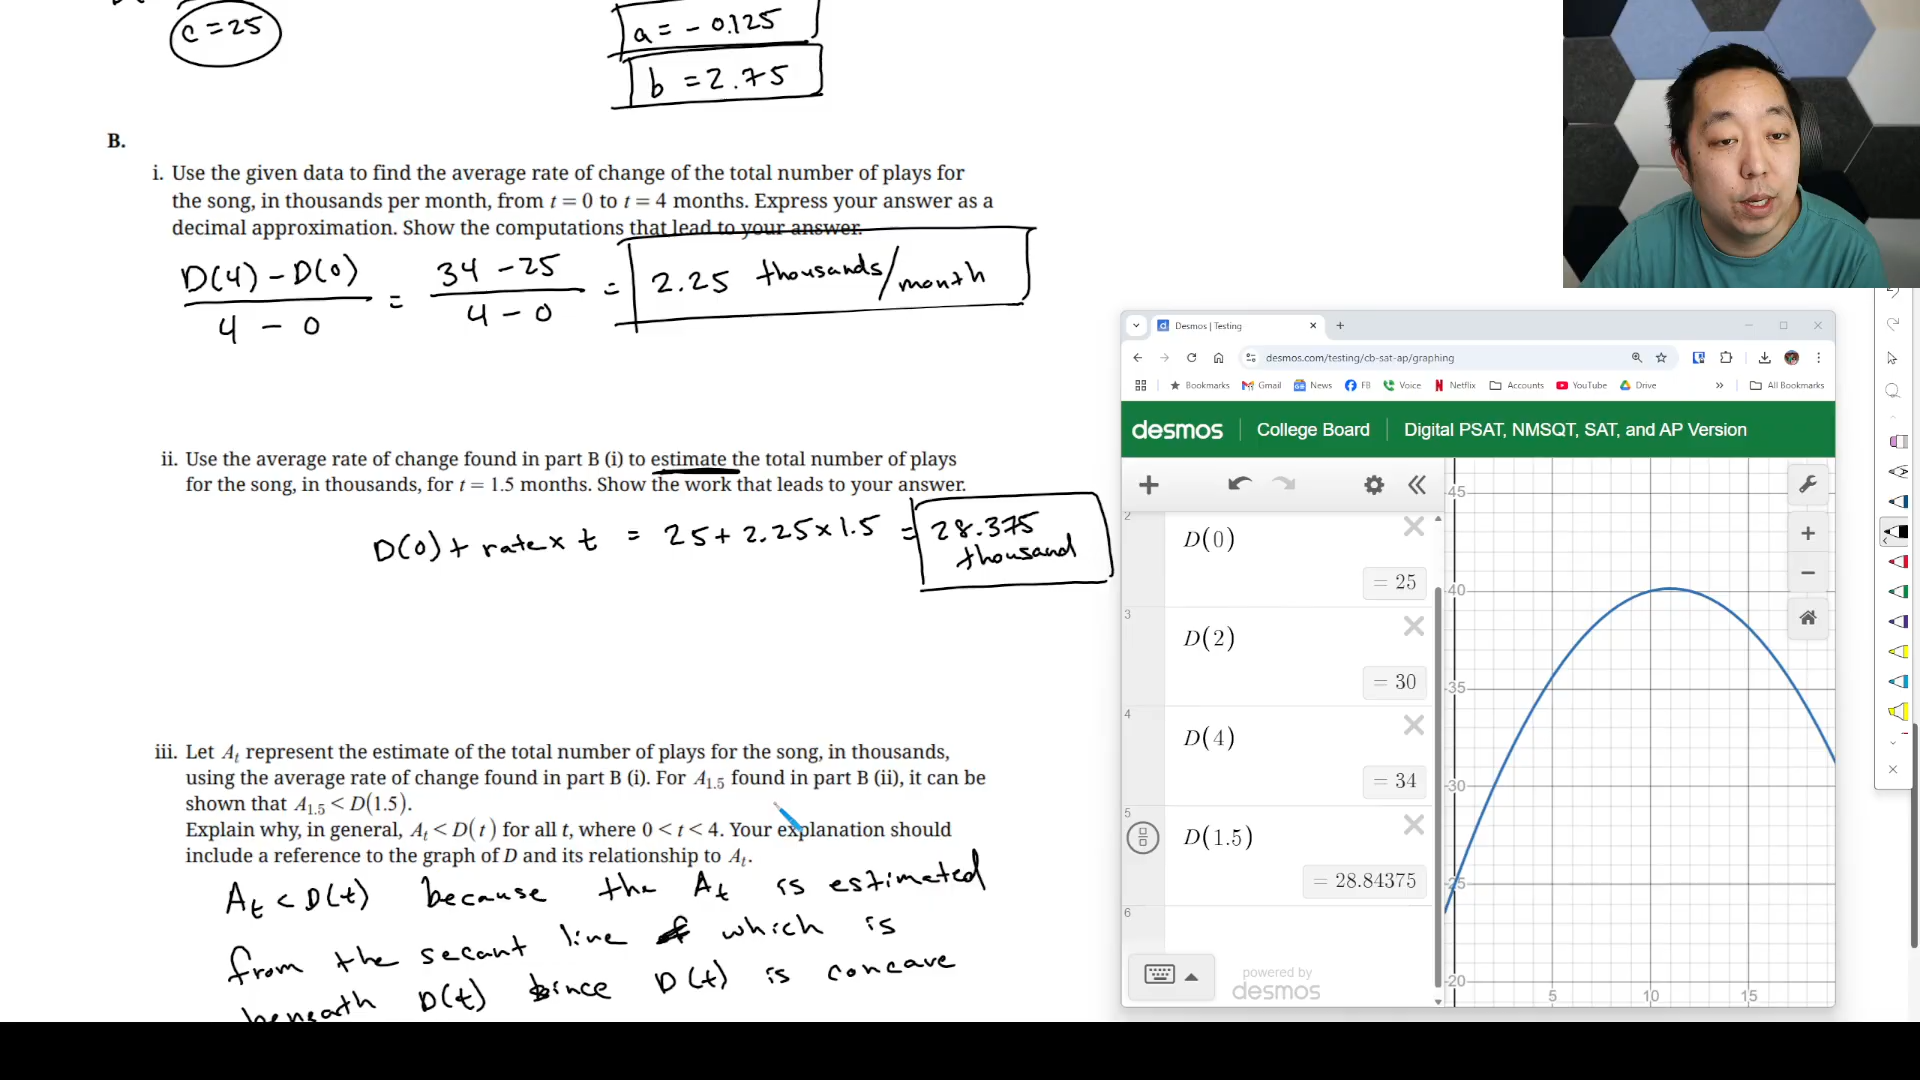 c = 25
a = - 0.125
b = 2.75
B.
i. Use the given data to find the average rate of change of the total number of plays for
the song, in thousands per month, from t = 0 to t = 4 months. Express your answer as a
decimal approximation. Show the computations that lead to your answer.
D(4) - D(0) / 4 - 0 = 34 - 25 / 4 - 0 = 2.25 thousands/month
ii. Use the average rate of change found in part B (i) to estimate the total number of plays
for the song, in thousands, for t = 1.5 months. Show the work that leads to your answer.
D(0) + rate x t = 25 + 2.25 x 1.5 = 28.375
thousand
iii. Let At represent the estimate of the total number of plays for the song, in thousands,
using the average rate of change found in part B (i). For A1.5 found in part B (ii), it can be
shown that A1.5 < D(1.5).
Explain why, in general, At < D(t) for all t, where 0 < t < 4. Your explanation should
include a reference to the graph of D and its relationship to At.
At < D(t) because the At is estimated
from the secant line which is
beneath D(t) since D(t) is concave
Desmos | Testing
desmos.com/testing/cb-sat-ap/graphing
Bookmarks Gmail News FB Voice Netflix Accounts YouTube Drive » All Bookmarks
desmos College Board Digital PSAT, NMSQT, SAT, and AP Version
2
D(0)
= 25
3
D(2)
= 30
4
D(4)
= 34
5
D(1.5)
= 28.84375
6
powered by
desmos
45
40
35
30
25
20
5 10 15